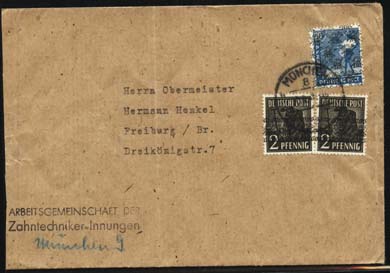 MÜNCHEN
B
DEUTSCHE POST
DEUTSCHE POST
2 PFENNIG
2 PFENNIG
Herrn Obermeister
Hermann Henkel
Freiburg / Br.
Dreikönigstr.7
ARBEITSGEMEINSCHAFT DER
Zahntechniker-Innungen
München 9